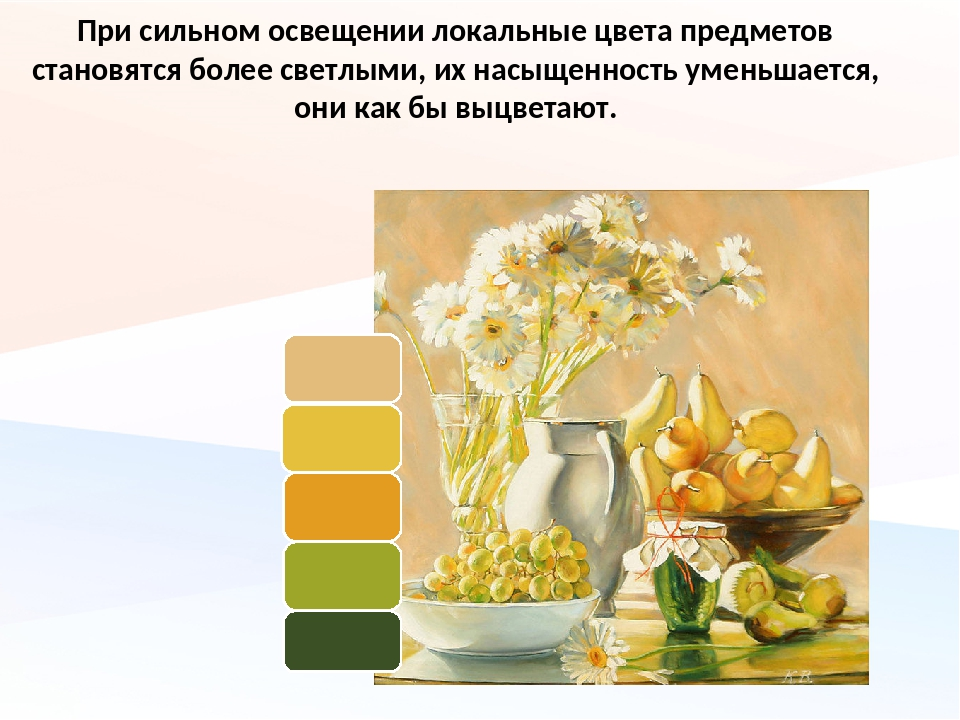 При сильном освещении локальные цвета предметов
становятся более светлыми, их насыщенность уменьшается,
они как бы выцветают.